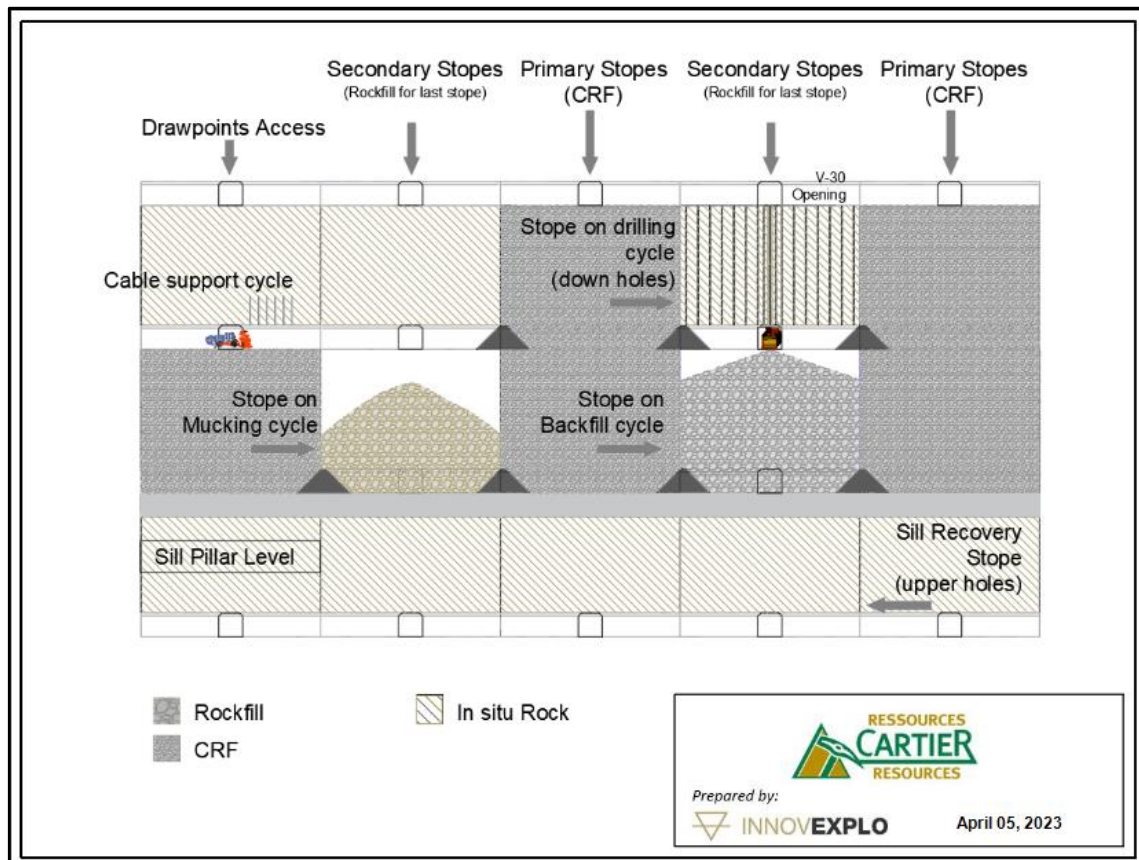 Secondary Stopes
(Rockfill for last stope)
Primary Stopes
(CRF)
Secondary Stopes
(Rockfill for last stope)
Primary Stopes
(CRF)
Drawpoints Access
V-30
Opening
Stope on drilling
cycle
(down holes)
Cable support cycle
Stope on
Mucking cycle
Stope on
Backfill cycle
Sill Pillar Level
Sill Recovery
Stope
(upper holes)
Rockfill
In situ Rock
CRF
RESSOURCES
CARTIER
RESOURCES
Prepared by:
INNOVEXPLO
April 05, 2023